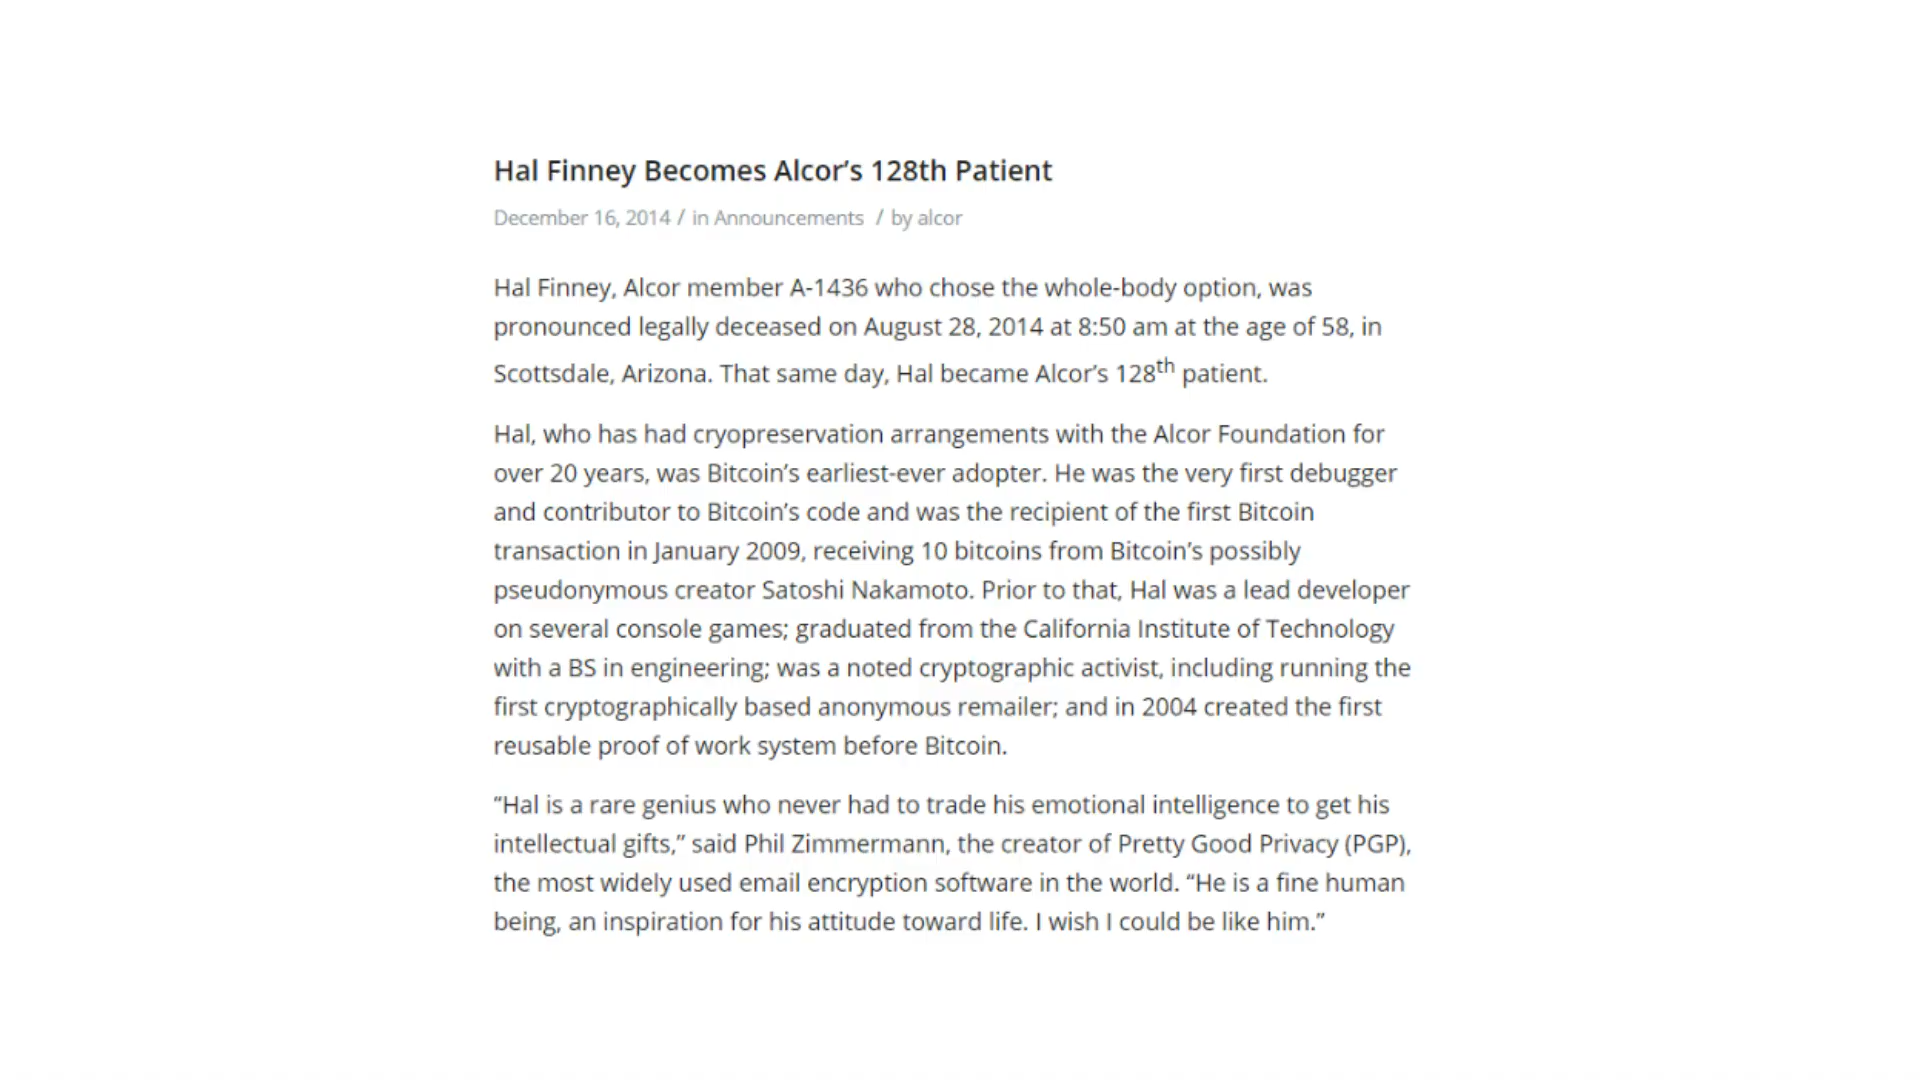 Hal Finney Becomes Alcor’s 128th Patient
December 16, 2014 / in Announcements / by alcor
Hal Finney, Alcor member A-1436 who chose the whole-body option, was
pronounced legally deceased on August 28, 2014 at 8:50 am at the age of 58, in
Scottsdale, Arizona. That same day, Hal became Alcor’s 128th patient.
Hal, who has had cryopreservation arrangements with the Alcor Foundation for
over 20 years, was Bitcoin’s earliest-ever adopter. He was the very first debugger
and contributor to Bitcoin’s code and was the recipient of the first Bitcoin
transaction in January 2009, receiving 10 bitcoins from Bitcoin’s possibly
pseudonymous creator Satoshi Nakamoto. Prior to that, Hal was a lead developer
on several console games; graduated from the California Institute of Technology
with a BS in engineering; was a noted cryptographic activist, including running the
first cryptographically based anonymous remailer; and in 2004 created the first
reusable proof of work system before Bitcoin.
“Hal is a rare genius who never had to trade his emotional intelligence to get his
intellectual gifts,” said Phil Zimmermann, the creator of Pretty Good Privacy (PGP),
the most widely used email encryption software in the world. “He is a fine human
being, an inspiration for his attitude toward life. I wish I could be like him.”